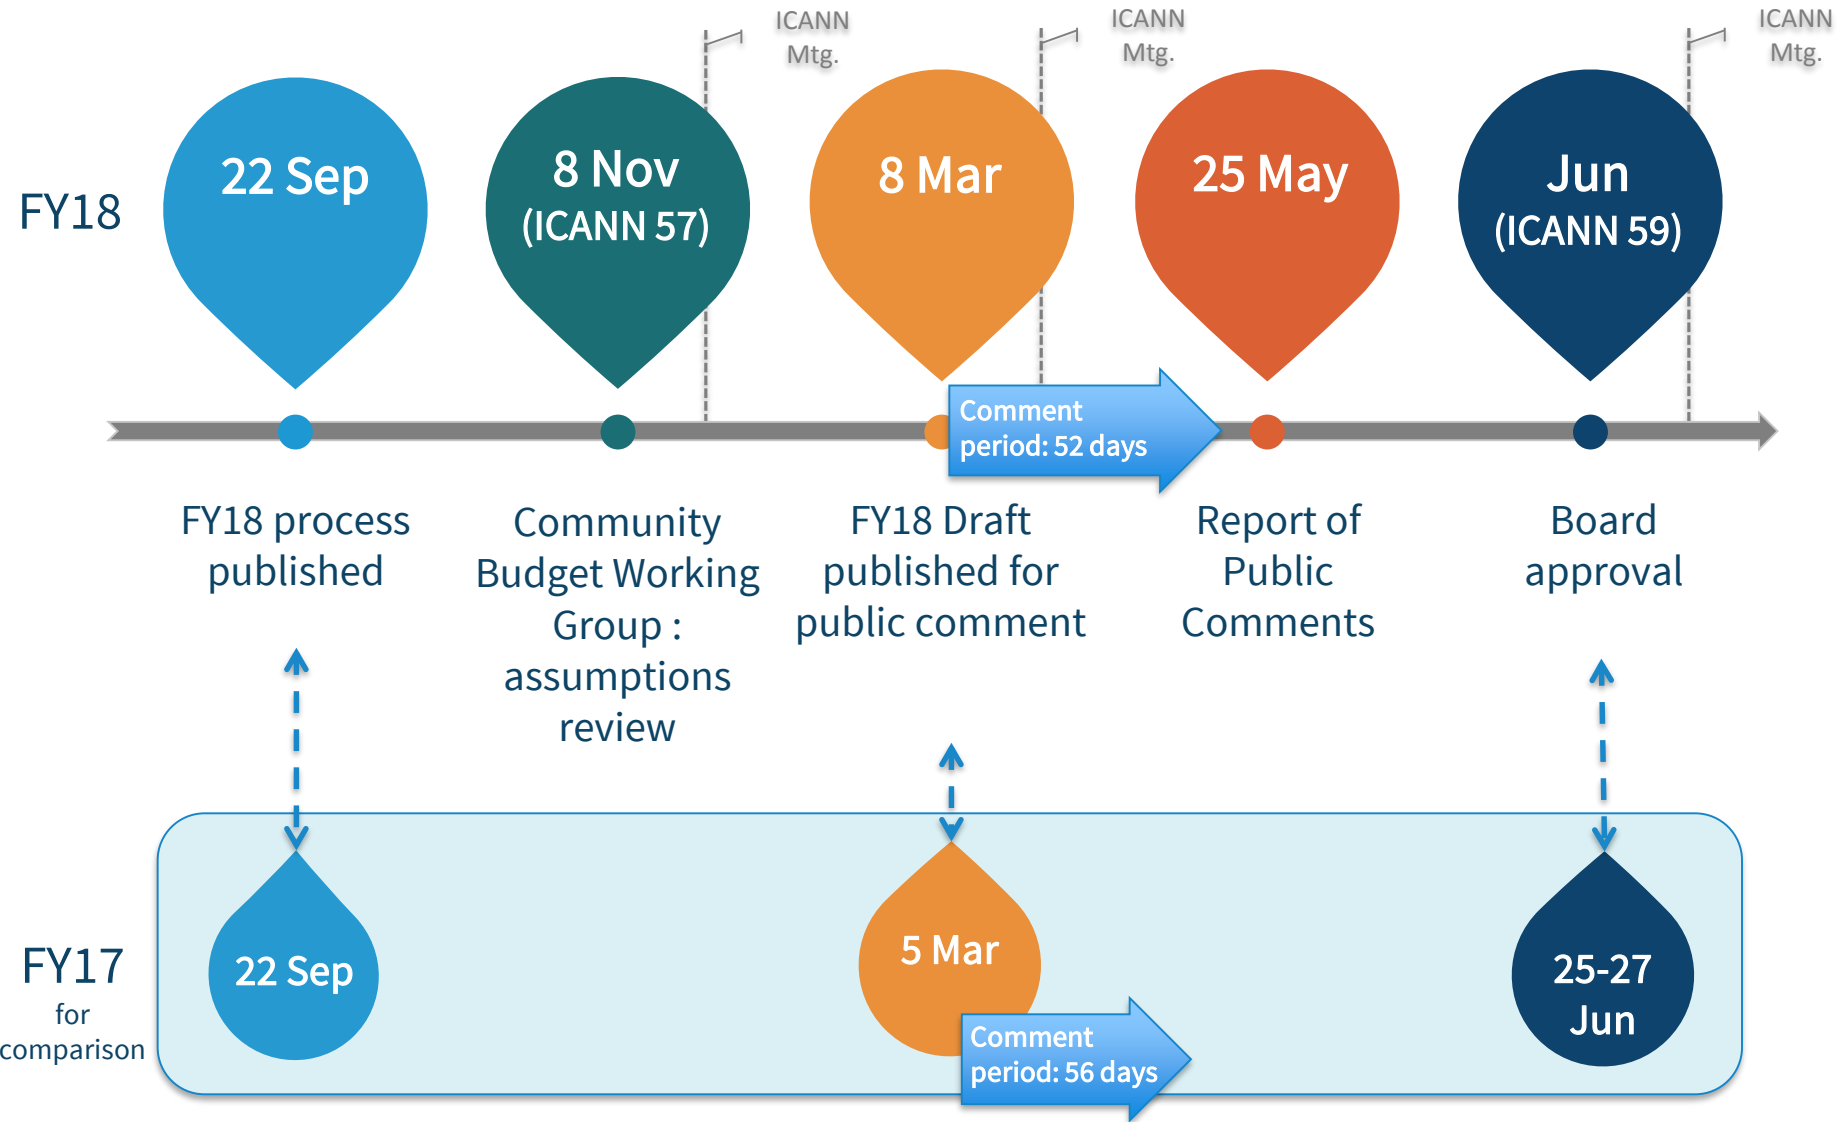 ICANN
Mtg.
ICANN
Mtg.
ICANN
Mtg.
FY18
22 Sep
8 Nov
(ICANN 57)
8 Mar
25 May
Jun
(ICANN 59)
Comment
period: 52 days
FY18 process
published
Community
Budget Working
Group :
assumptions
review
FY18 Draft
published for
public comment
Report of
Public
Comments
Board
approval
FY17
for
comparison
22 Sep
5 Mar
Comment
period: 56 days
25-27
Jun